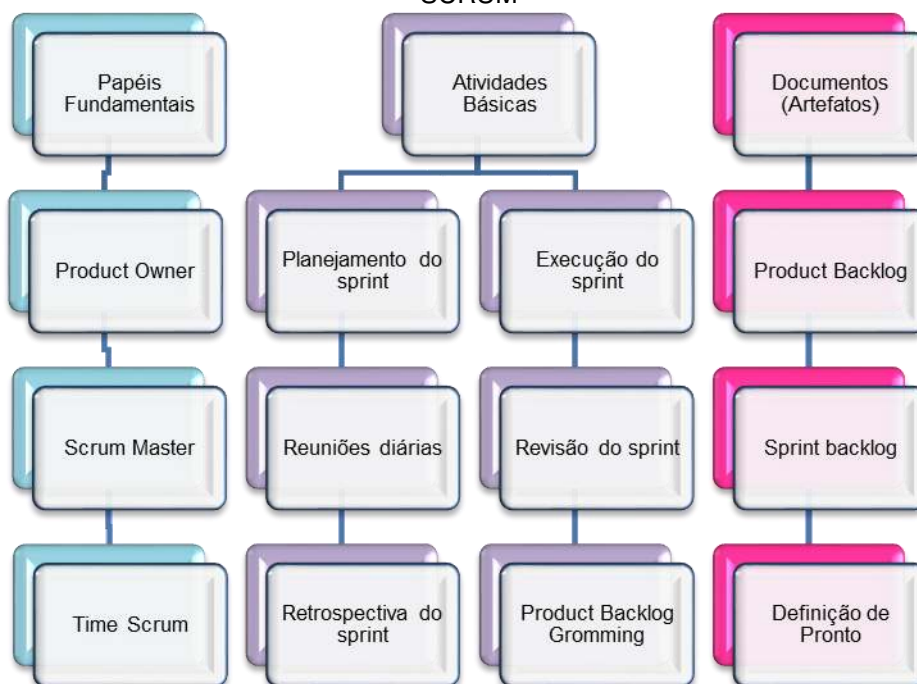 SCRUM
Papéis
Fundamentais
Atividades
Básicas
Documentos
(Artefatos)
Product Owner
Planejamento do
sprint
Execução do
sprint
Product Backlog
Scrum Master
Reuniões diárias
Revisão do sprint
Sprint backlog
Time Scrum
Retrospectiva do
sprint
Product Backlog
Gromming
Definição de
Pronto